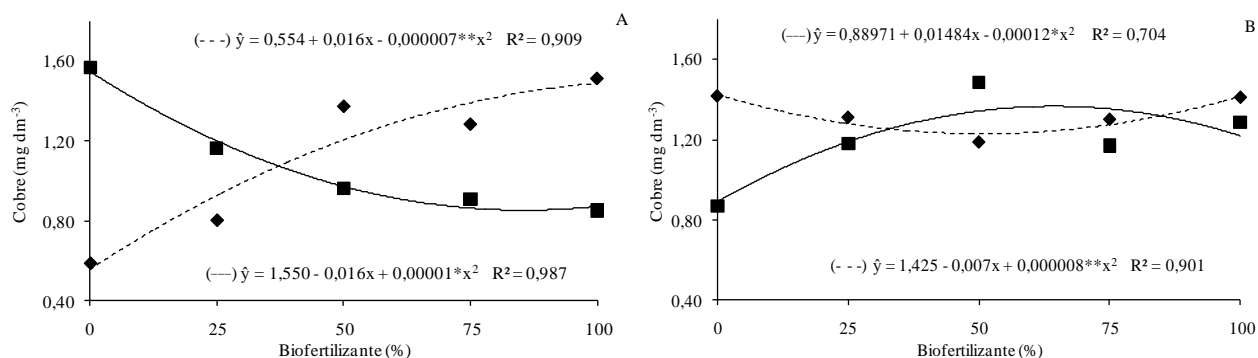 A
(- - -) ŷ = 0,554 + 0,016x - 0,000007**x² R² = 0,909
1,60
1,20
0,80
0,40
Cobre (mg dm⁻³)
(—) ŷ = 1,550 - 0,016x + 0,00001*x² R² = 0,987
0 25 50 75 100
Biofertilizante (%)
B
(—) ŷ = 0,88971 + 0,01484x - 0,00012*x² R² = 0,704
1,60
1,20
0,80
0,40
Cobre (mg dm⁻³)
(- - -) ŷ = 1,425 - 0,007x + 0,000008**x² R² = 0,901
0 25 50 75 100
Biofertilizante (%)